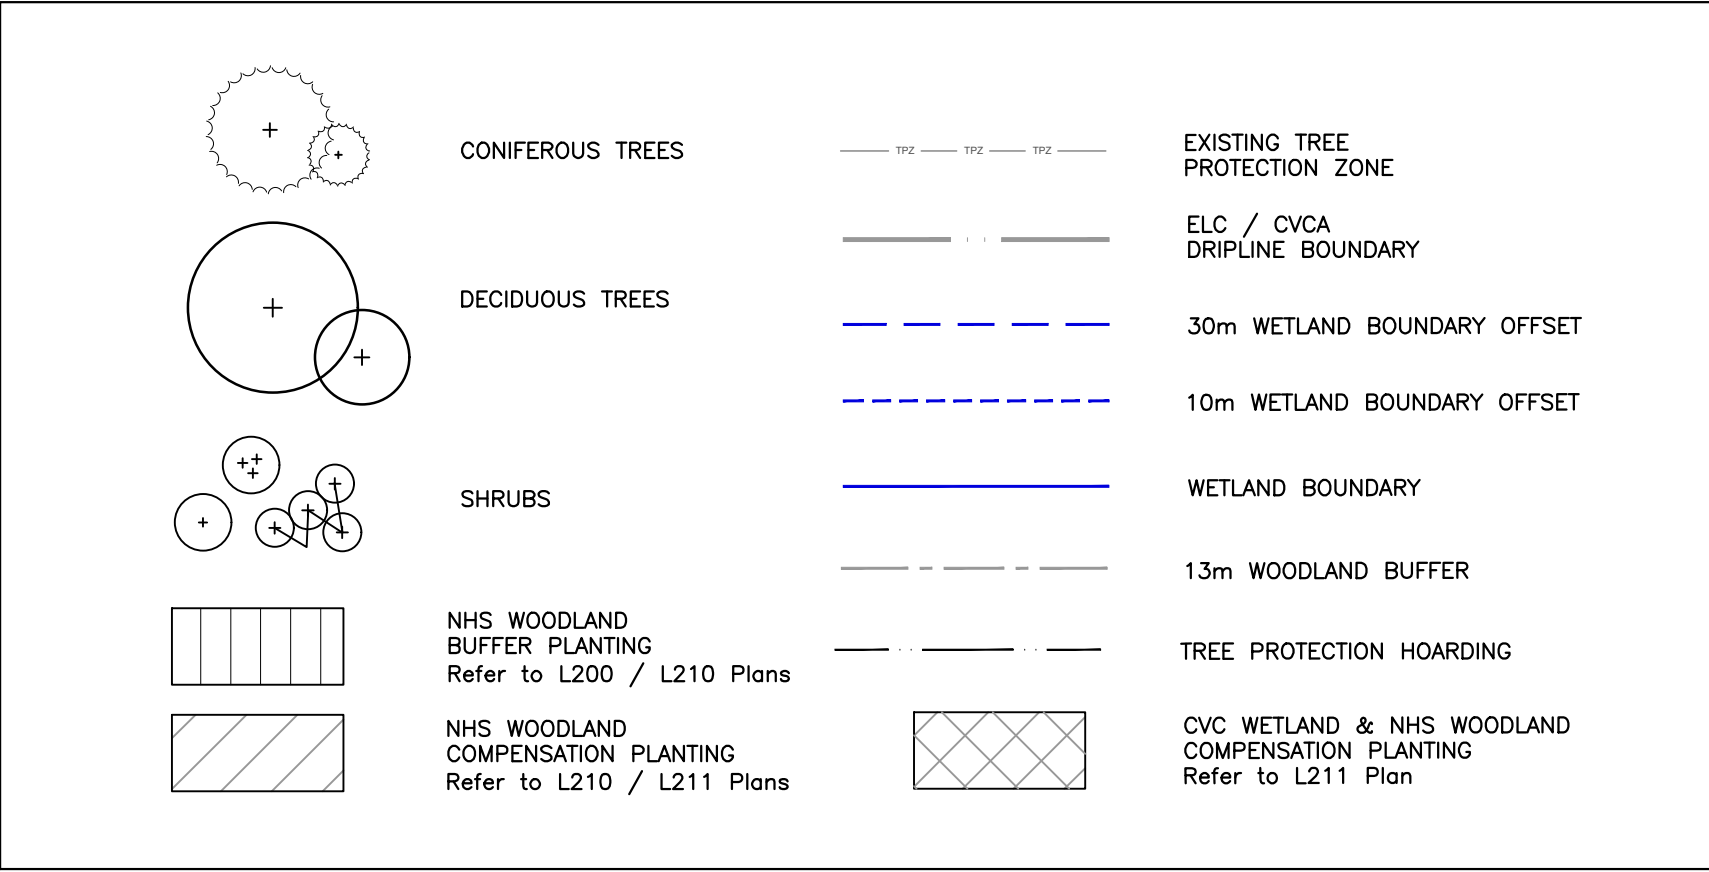 CONIFEROUS TREES
DECIDUOUS TREES
SHRUBS
NHS WOODLAND
BUFFER PLANTING
Refer to L200 / L210 Plans
NHS WOODLAND
COMPENSATION PLANTING
Refer to L210 / L211 Plans
TPZ TPZ TPZ
EXISTING TREE
PROTECTION ZONE
ELC / CVCA
DRIPLINE BOUNDARY
30m WETLAND BOUNDARY OFFSET
10m WETLAND BOUNDARY OFFSET
WETLAND BOUNDARY
13m WOODLAND BUFFER
TREE PROTECTION HOARDING
CVC WETLAND & NHS WOODLAND
COMPENSATION PLANTING
Refer to L211 Plan